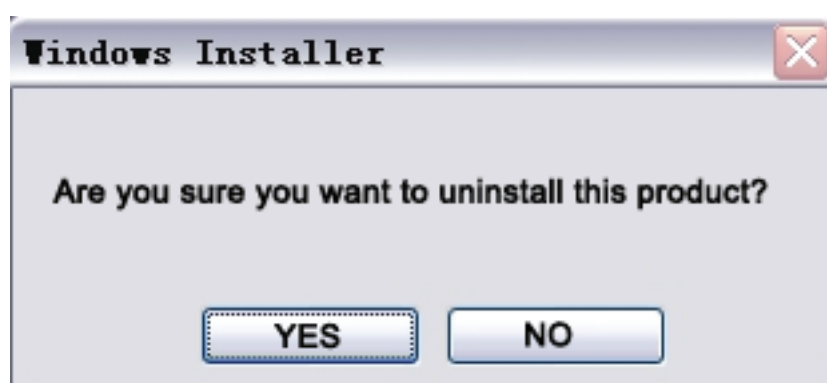 Windows Installer
Are you sure you want to uninstall this product?
YES
NO